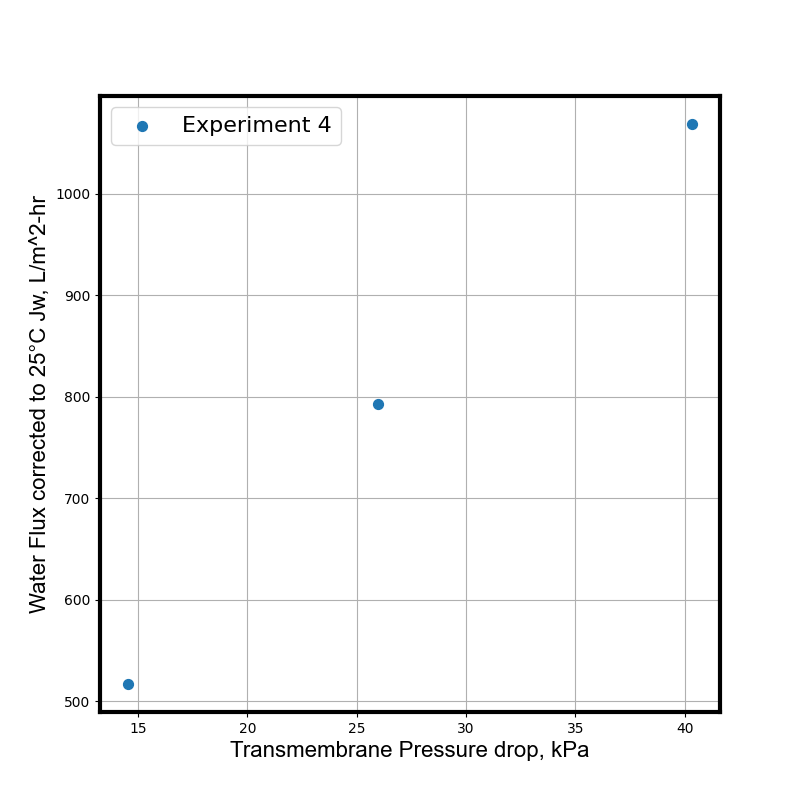 Experiment 4
Water Flux corrected to 25°C Jw, L/m^2-hr
1000
900
800
700
600
500
15 20 25 30 35 40
Transmembrane Pressure drop, kPa